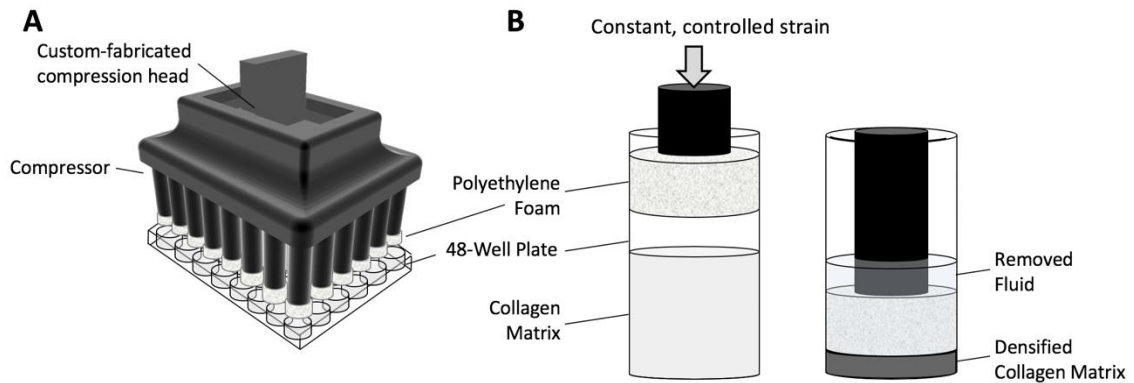 A
Custom-fabricated
compression head
Compressor
B
Constant, controlled strain
Polyethylene
Foam
48-Well Plate
Collagen
Matrix
Removed
Fluid
Densified
Collagen Matrix